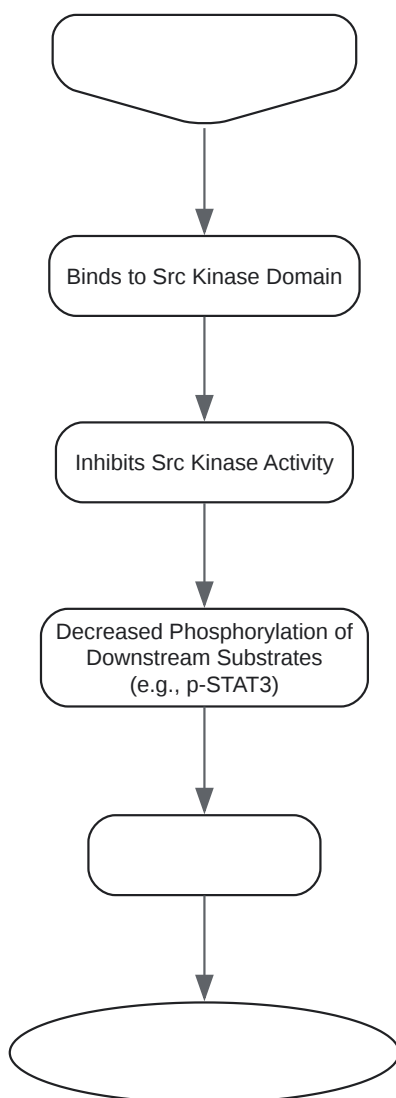 Binds to Src Kinase Domain
Inhibits Src Kinase Activity
Decreased Phosphorylation of
Downstream Substrates
(e.g., p-STAT3)